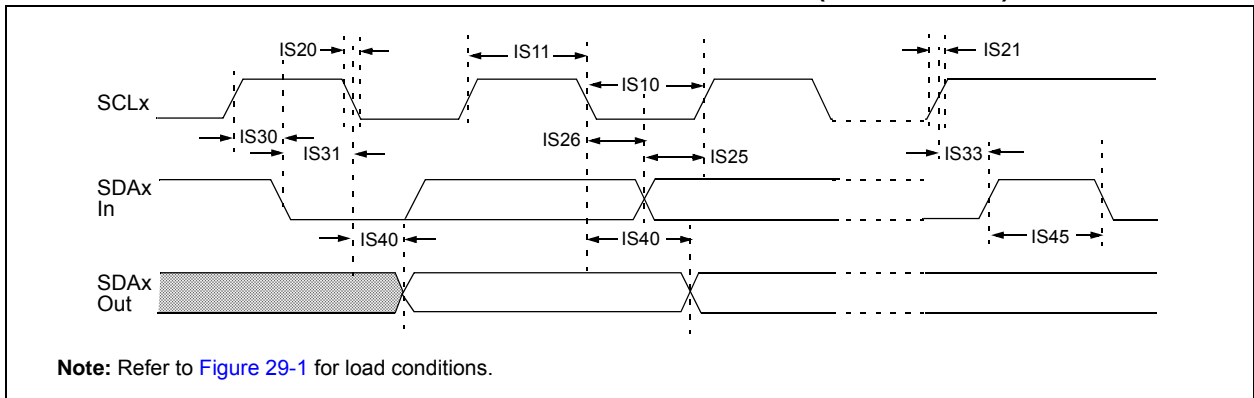 IS20
IS11
IS10
IS21
SCLx
IS30
IS31
IS26
IS25
IS33
SDAx
In
IS40
IS40
IS45
SDAx
Out
Note: Refer to Figure 29-1 for load conditions.